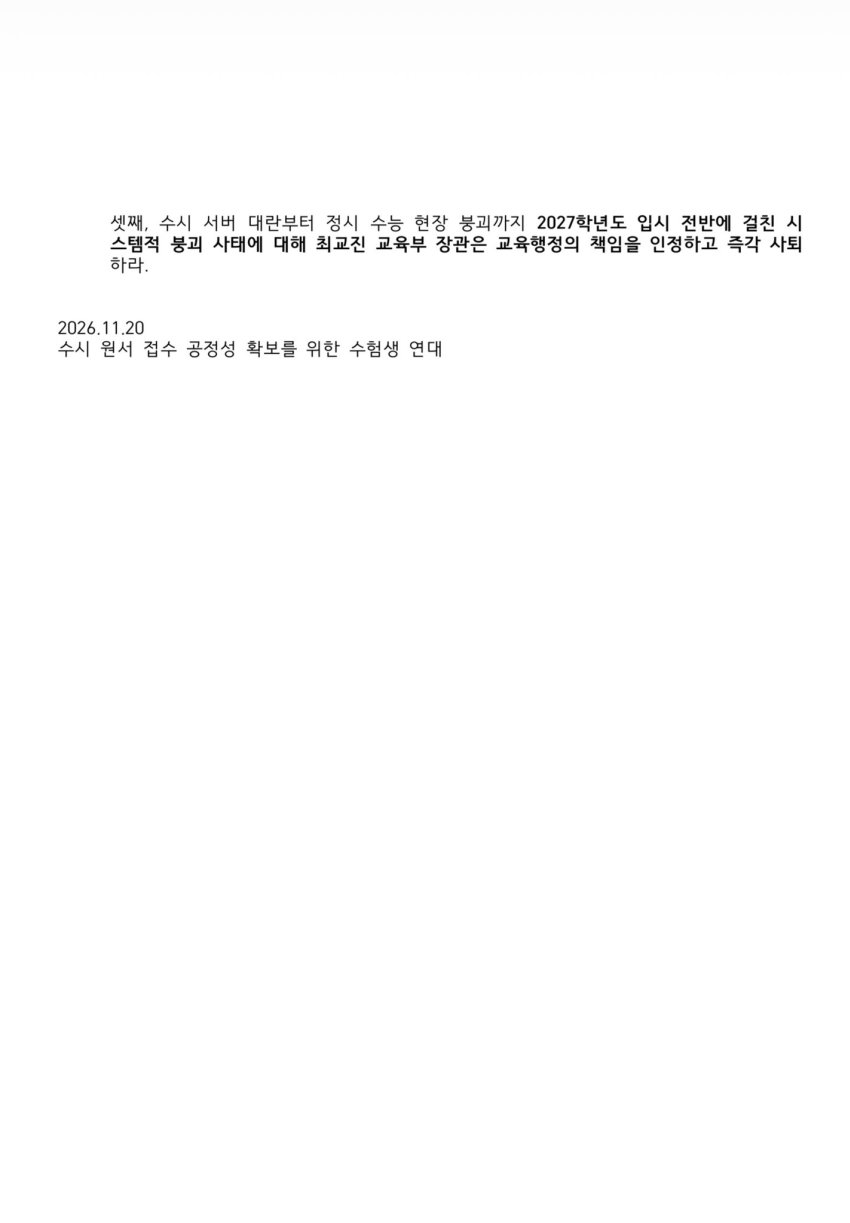 셋째, 수시 서버 대란부터 정시 수능 현장 붕괴까지 2027학년도 입시 전반에 걸친 시
스템적 붕괴 사태에 대해 최교진 교육부 장관은 교육행정의 책임을 인정하고 즉각 사퇴
하라.
2026.11.20
수시 원서 접수 공정성 확보를 위한 수험생 연대